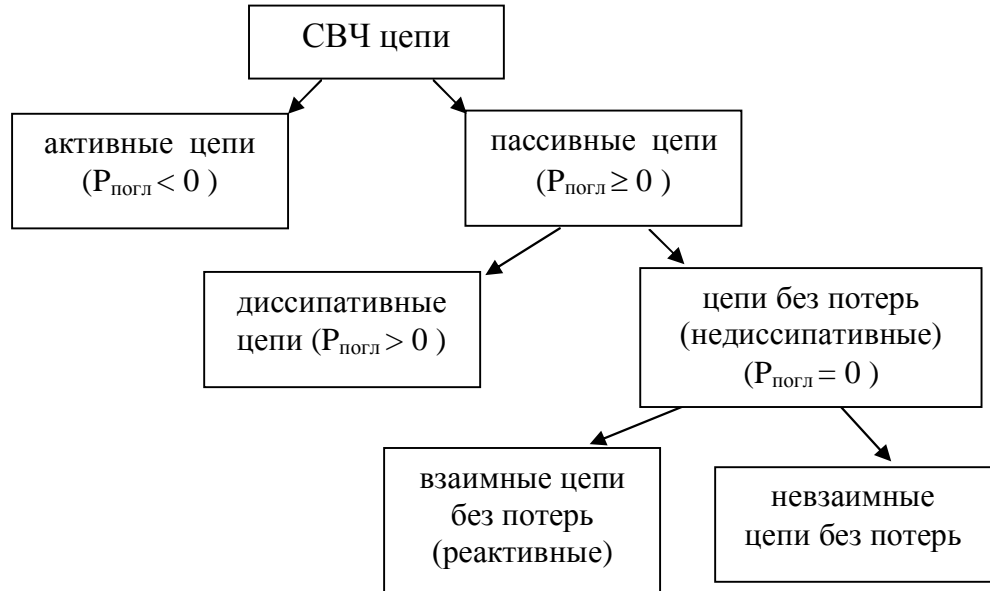 СВЧ цепи
активные цепи
(Pпогл < 0 )
пассивные цепи
(Pпогл ≥ 0 )
диссипативные
цепи (Pпогл > 0 )
цепи без потерь
(недиссипативные)
(Pпогл = 0 )
взаимные цепи
без потерь
(реактивные)
невзаимные
цепи без потерь